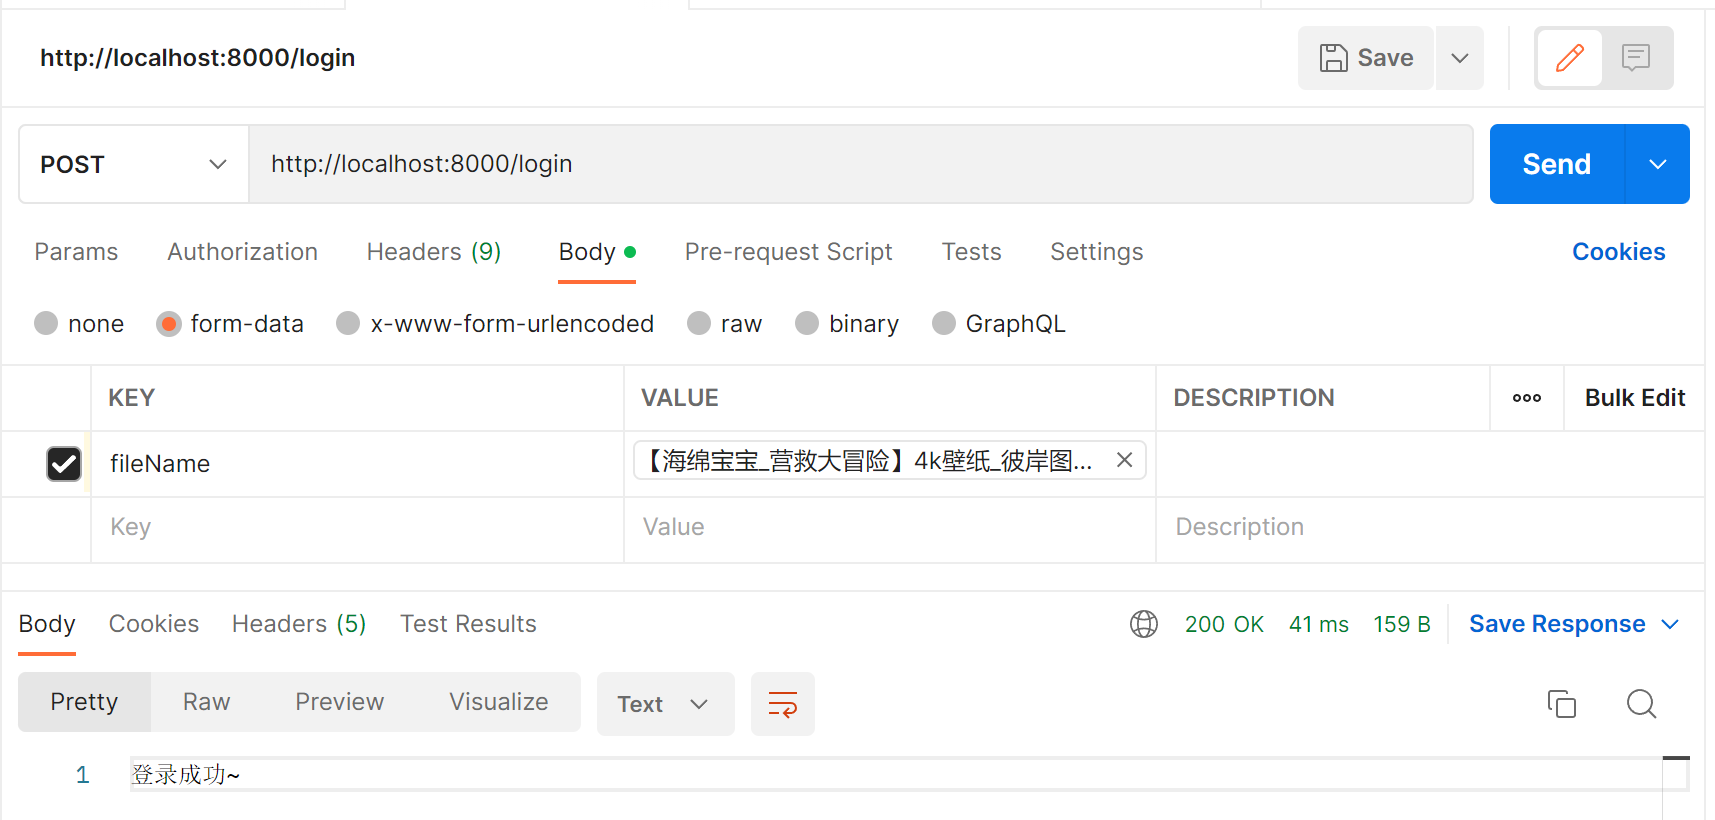 http://localhost:8000/login
Save
POST
http://localhost:8000/login
Send
Params Authorization Headers (9) Body Pre-request Script Tests Settings Cookies
none form-data x-www-form-urlencoded raw binary GraphQL
KEY VALUE DESCRIPTION ooo Bulk Edit
fileName 【海绵宝宝_营救大冒险】4k壁纸_彼岸图...
Key Value Description
Body Cookies Headers (5) Test Results 200 OK 41 ms 159 B Save Response
Pretty Raw Preview Visualize Text
1 登录成功~